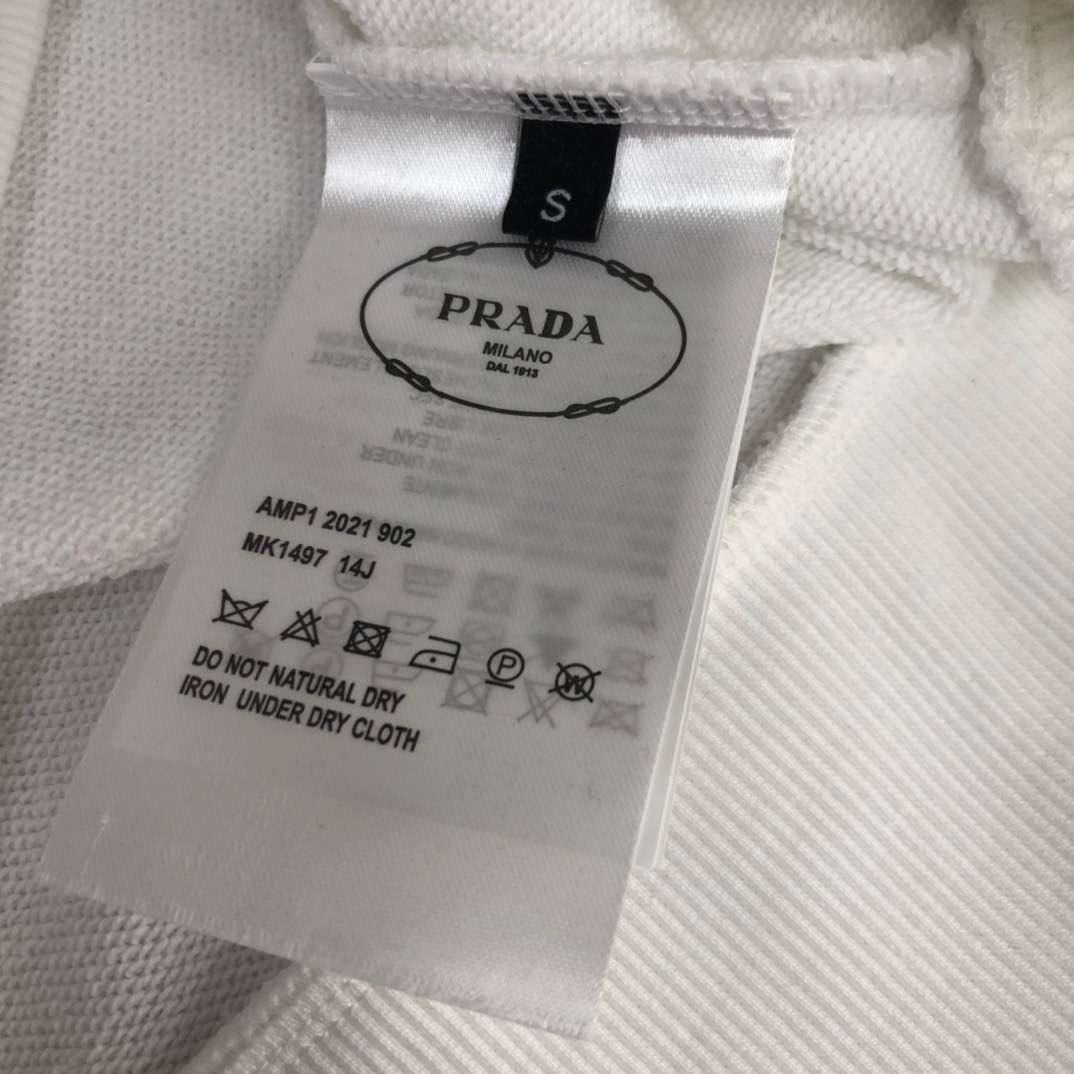 S
PRADA
MILANO
DAL 1913
AMP1 2021 902
MK1497 14J
P
W
DO NOT NATURAL DRY
IRON UNDER DRY CLOTH